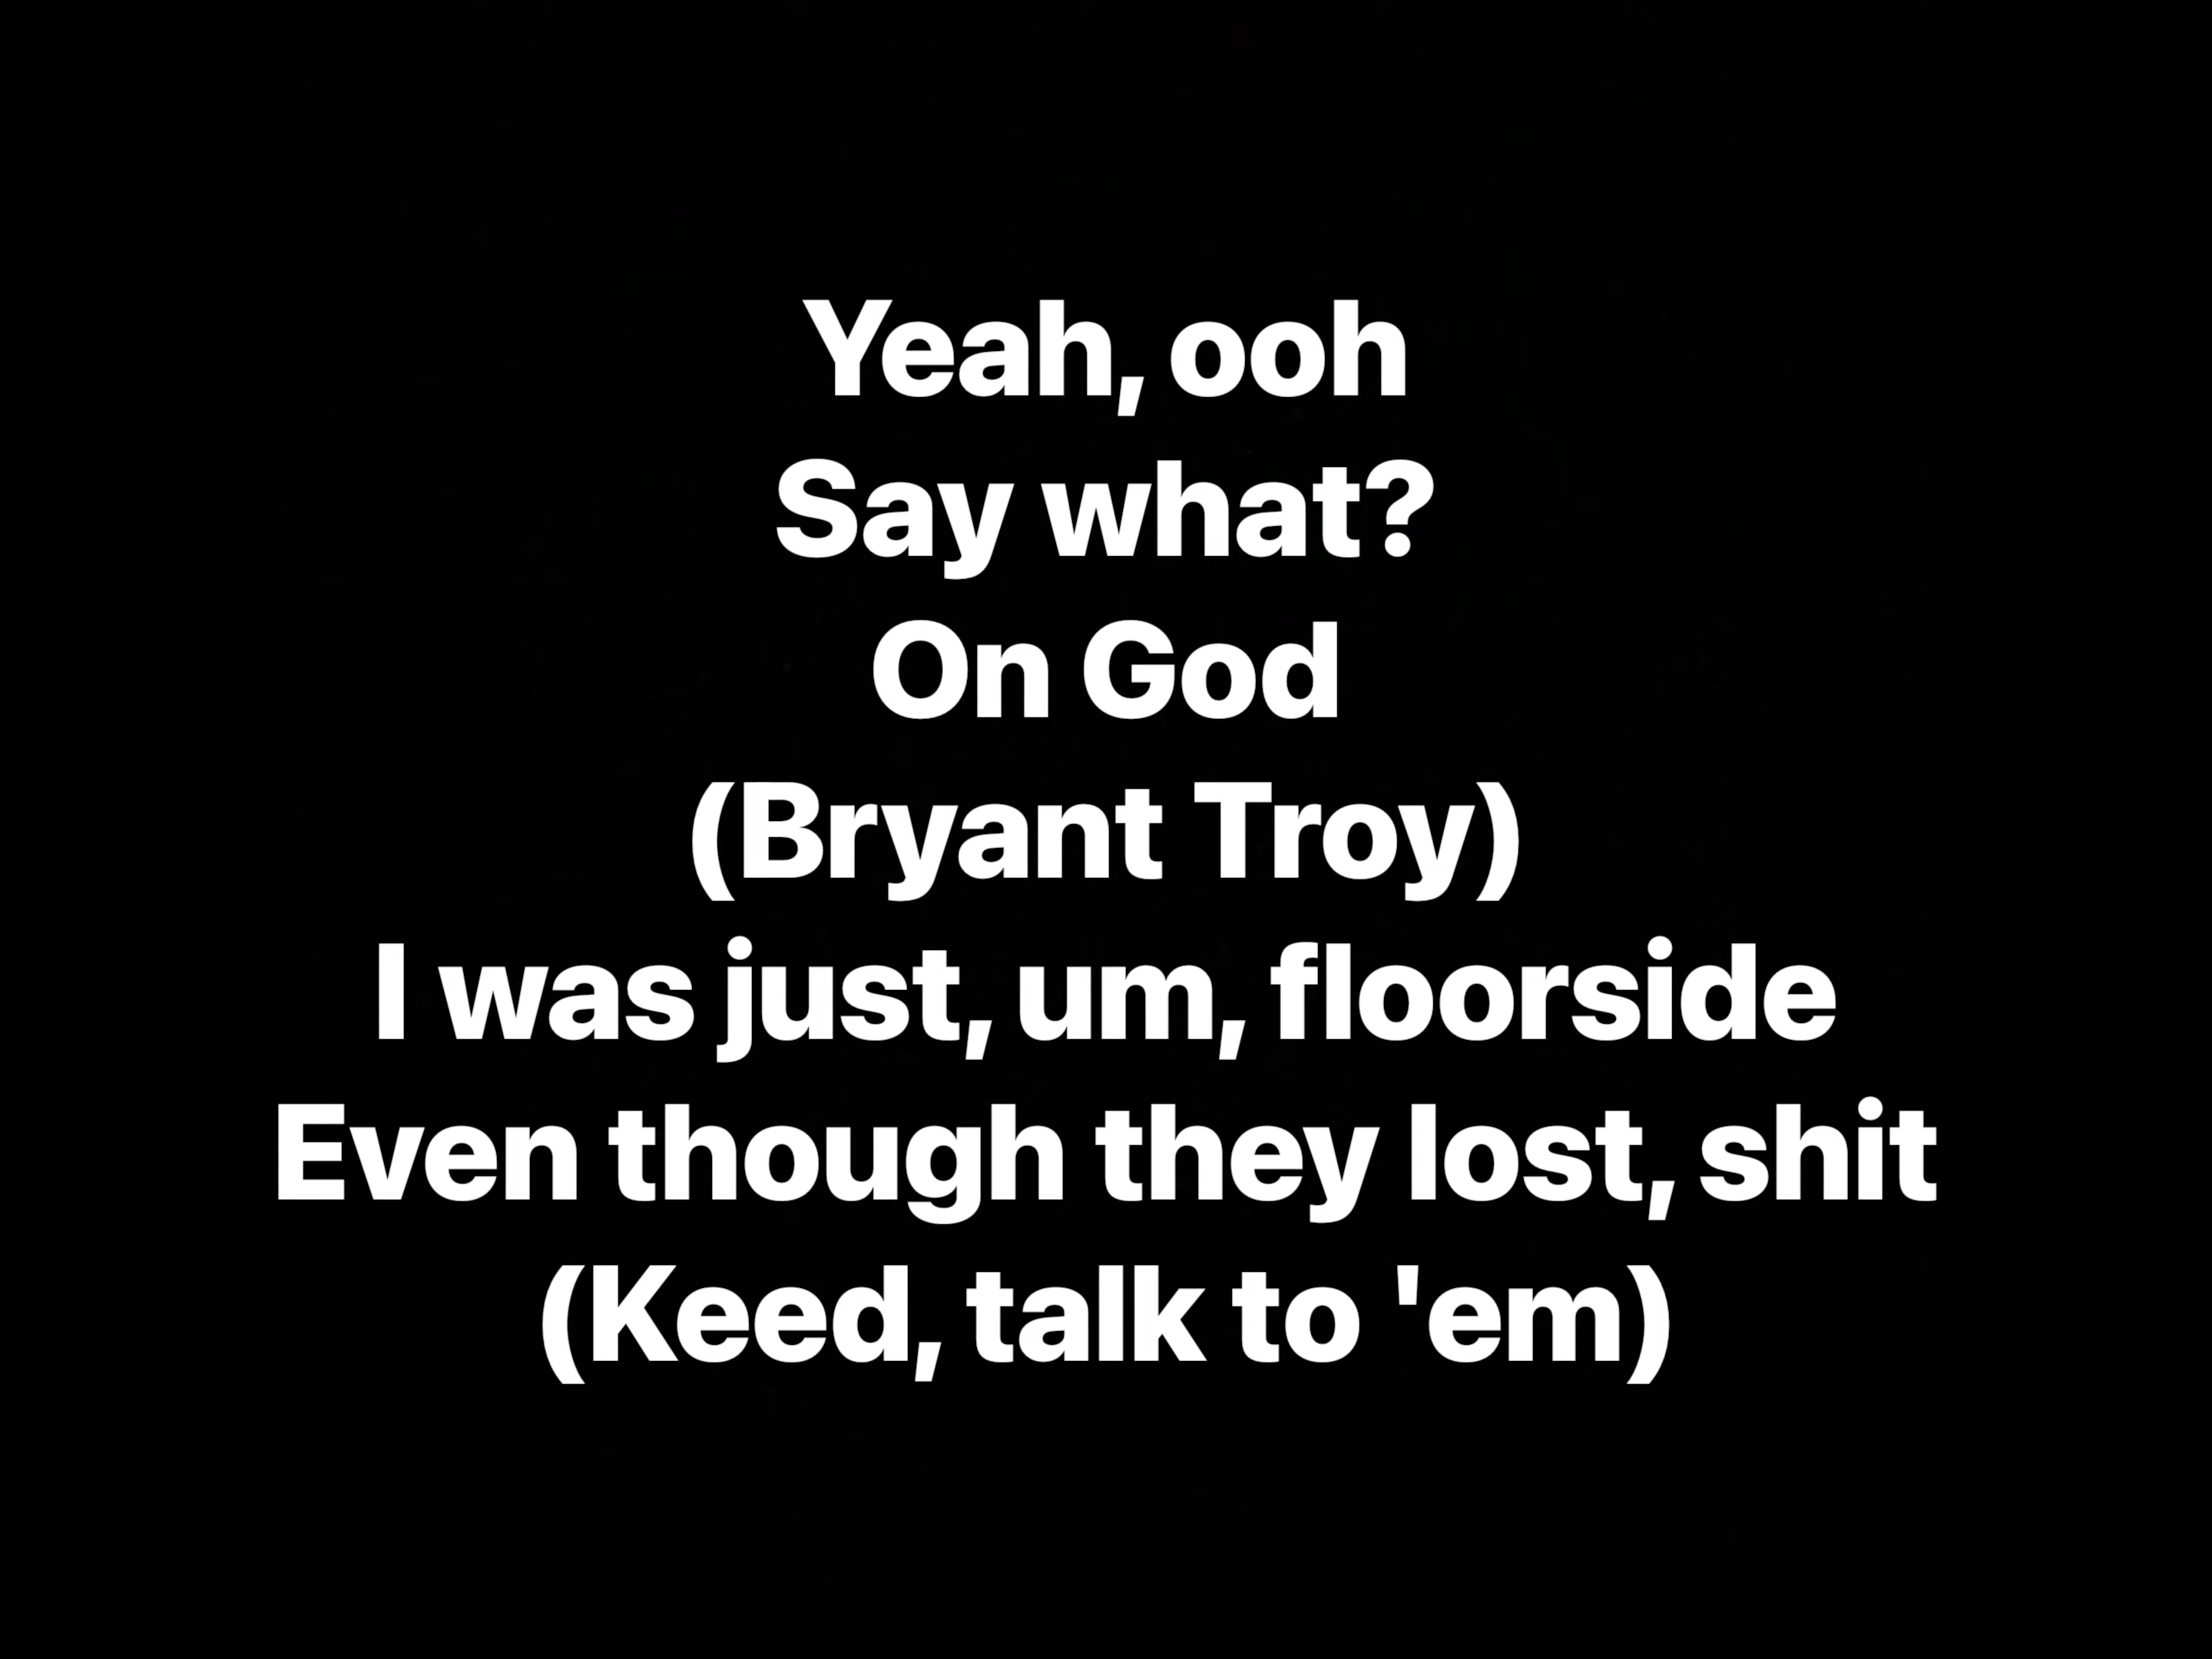 Yeah, ooh
Say what?
On God
(Bryant Troy)
I was just, um, floorside
Even though they lost, shit
(Keed, talk to 'em)